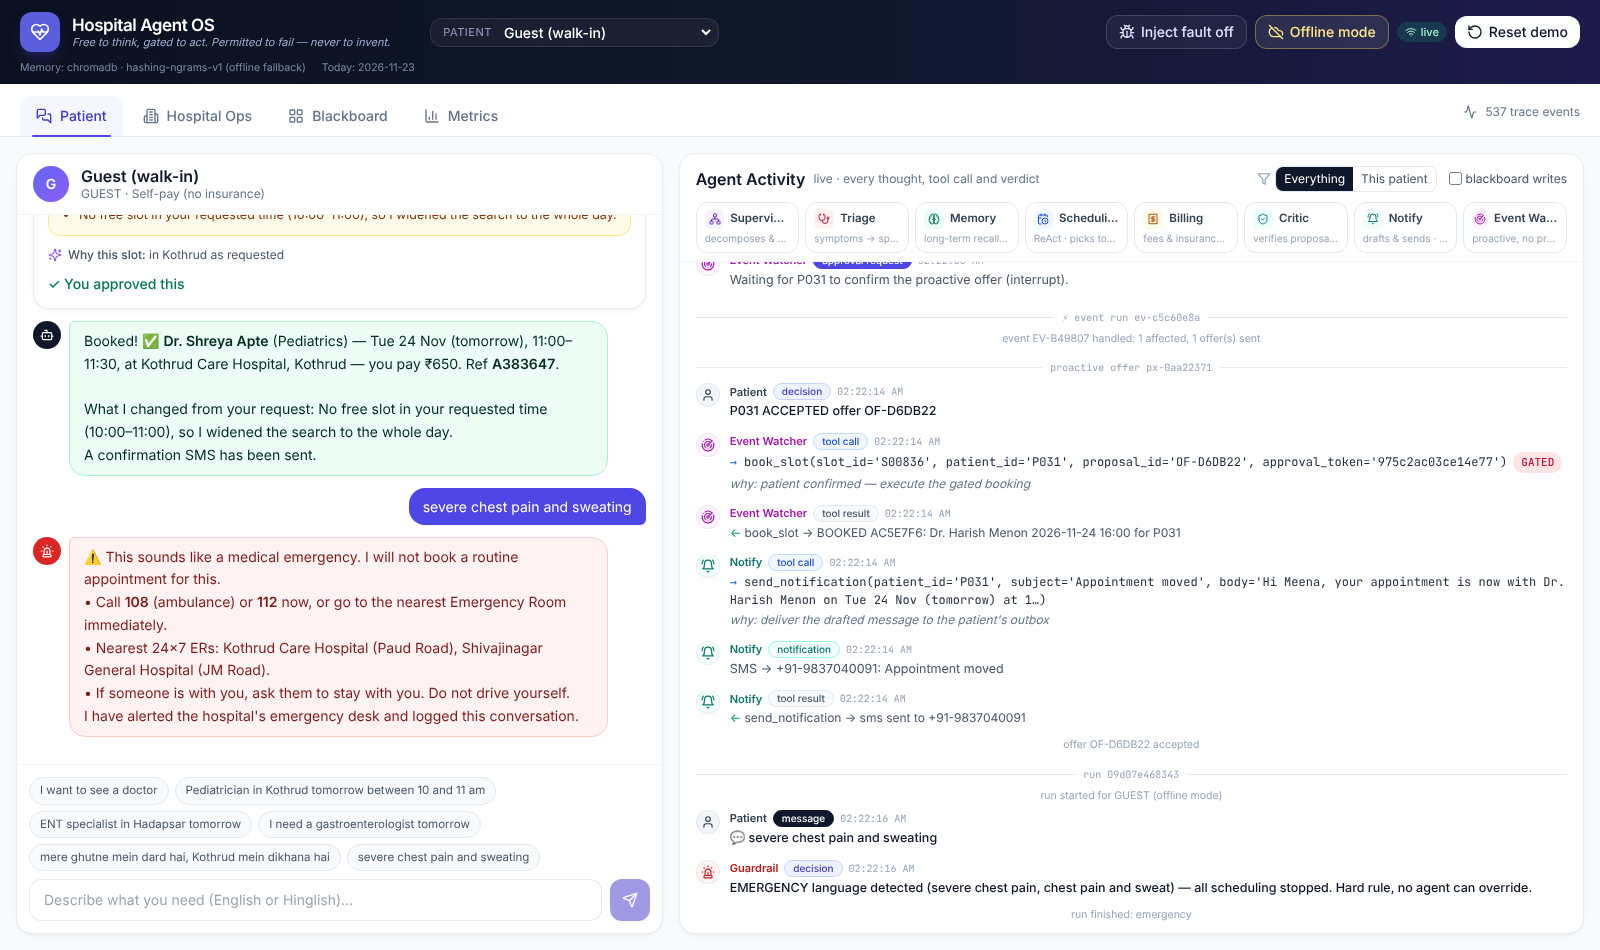 Hospital Agent OS
Free to think, gated to act. Permitted to fail — never to invent.
PATIENT Guest (walk-in)
Inject fault off
Offline mode
live
Reset demo
Memory: chromadb · hashing-ngrams-v1 (offline fallback) Today: 2026-11-23
Patient
Hospital Ops
Blackboard
Metrics
537 trace events
G
Guest (walk-in)
GUEST · Self-pay (no insurance)
• No free slot in your requested time (10:00–11:00), so I widened the search to the whole day.
Why this slot: in Kothrud as requested
✓ You approved this
Booked! ✅ Dr. Shreya Apte (Pediatrics) — Tue 24 Nov (tomorrow), 11:00–
11:30, at Kothrud Care Hospital, Kothrud — you pay ₹650. Ref A383647.
What I changed from your request: No free slot in your requested time
(10:00–11:00), so I widened the search to the whole day.
A confirmation SMS has been sent.
severe chest pain and sweating
⚠️ This sounds like a medical emergency. I will not book a routine
appointment for this.
• Call 108 (ambulance) or 112 now, or go to the nearest Emergency Room
immediately.
• Nearest 24×7 ERs: Kothrud Care Hospital (Paud Road), Shivajinagar
General Hospital (JM Road).
• If someone is with you, ask them to stay with you. Do not drive yourself.
I have alerted the hospital's emergency desk and logged this conversation.
I want to see a doctor
Pediatrician in Kothrud tomorrow between 10 and 11 am
ENT specialist in Hadapsar tomorrow
I need a gastroenterologist tomorrow
mere ghutne mein dard hai, Kothrud mein dikhana hai
severe chest pain and sweating
Describe what you need (English or Hinglish)...
Agent Activity live · every thought, tool call and verdict
Everything
This patient
blackboard writes
Supervi...
decomposes & ...
Triage
symptoms → sp...
Memory
long-term recall...
Scheduli...
ReAct · picks to...
Billing
fees & insuranc...
Critic
verifies proposa...
Notify
drafts & sends · ...
Event Wa...
proactive, no pr...
Event Watcher approval request
Waiting for P031 to confirm the proactive offer (interrupt).
⚡ event run ev-c5c60e8a
event EV-B49807 handled: 1 affected, 1 offer(s) sent
proactive offer px-0aa22371
Patient decision 02:22:14 AM
P031 ACCEPTED offer OF-D6DB22
Event Watcher tool call 02:22:14 AM
→ book_slot(slot_id='S00836', patient_id='P031', proposal_id='OF-D6DB22', approval_token='975c2ac03ce14e77') GATED
why: patient confirmed — execute the gated booking
Event Watcher tool result 02:22:14 AM
← book_slot → BOOKED AC5E7F6: Dr. Harish Menon 2026-11-24 16:00 for P031
Notify tool call 02:22:14 AM
→ send_notification(patient_id='P031', subject='Appointment moved', body='Hi Meena, your appointment is now with Dr.
Harish Menon on Tue 24 Nov (tomorrow) at 1…)
why: deliver the drafted message to the patient's outbox
Notify notification 02:22:14 AM
SMS → +91-9837040091: Appointment moved
Notify tool result 02:22:14 AM
← send_notification → sms sent to +91-9837040091
offer OF-D6DB22 accepted
run 09d07e468343
run started for GUEST (offline mode)
Patient message 02:22:16 AM
💬 severe chest pain and sweating
Guardrail decision 02:22:16 AM
EMERGENCY language detected (severe chest pain, chest pain and sweat) — all scheduling stopped. Hard rule, no agent can override.
run finished: emergency